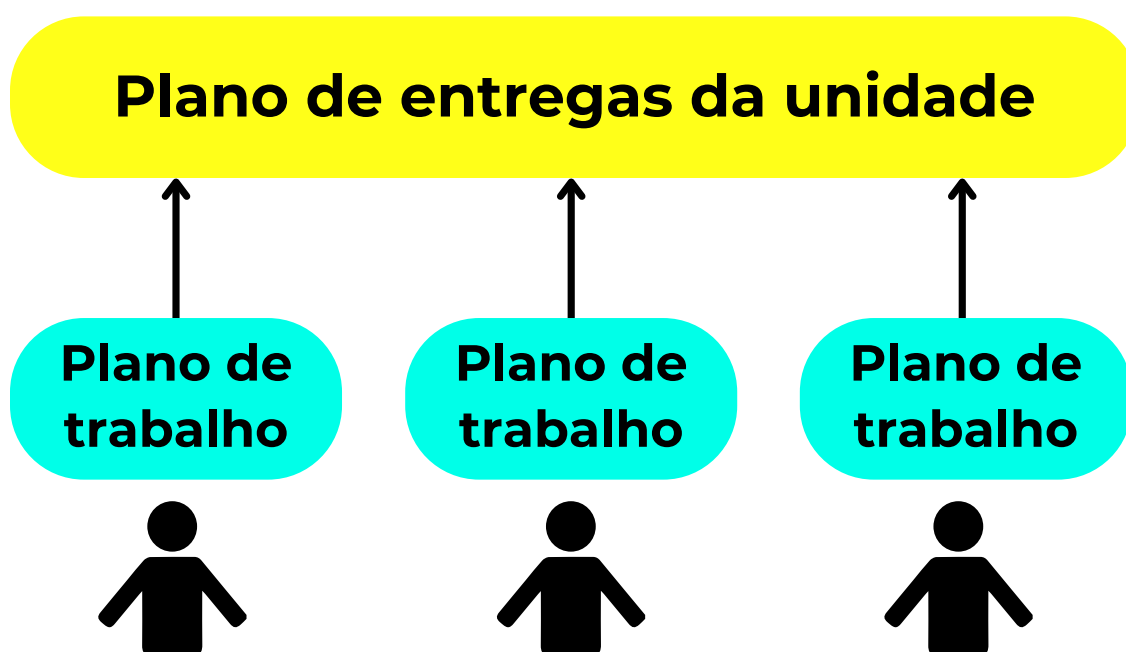 Plano de entregas da unidade
Plano de
trabalho
Plano de
trabalho
Plano de
trabalho